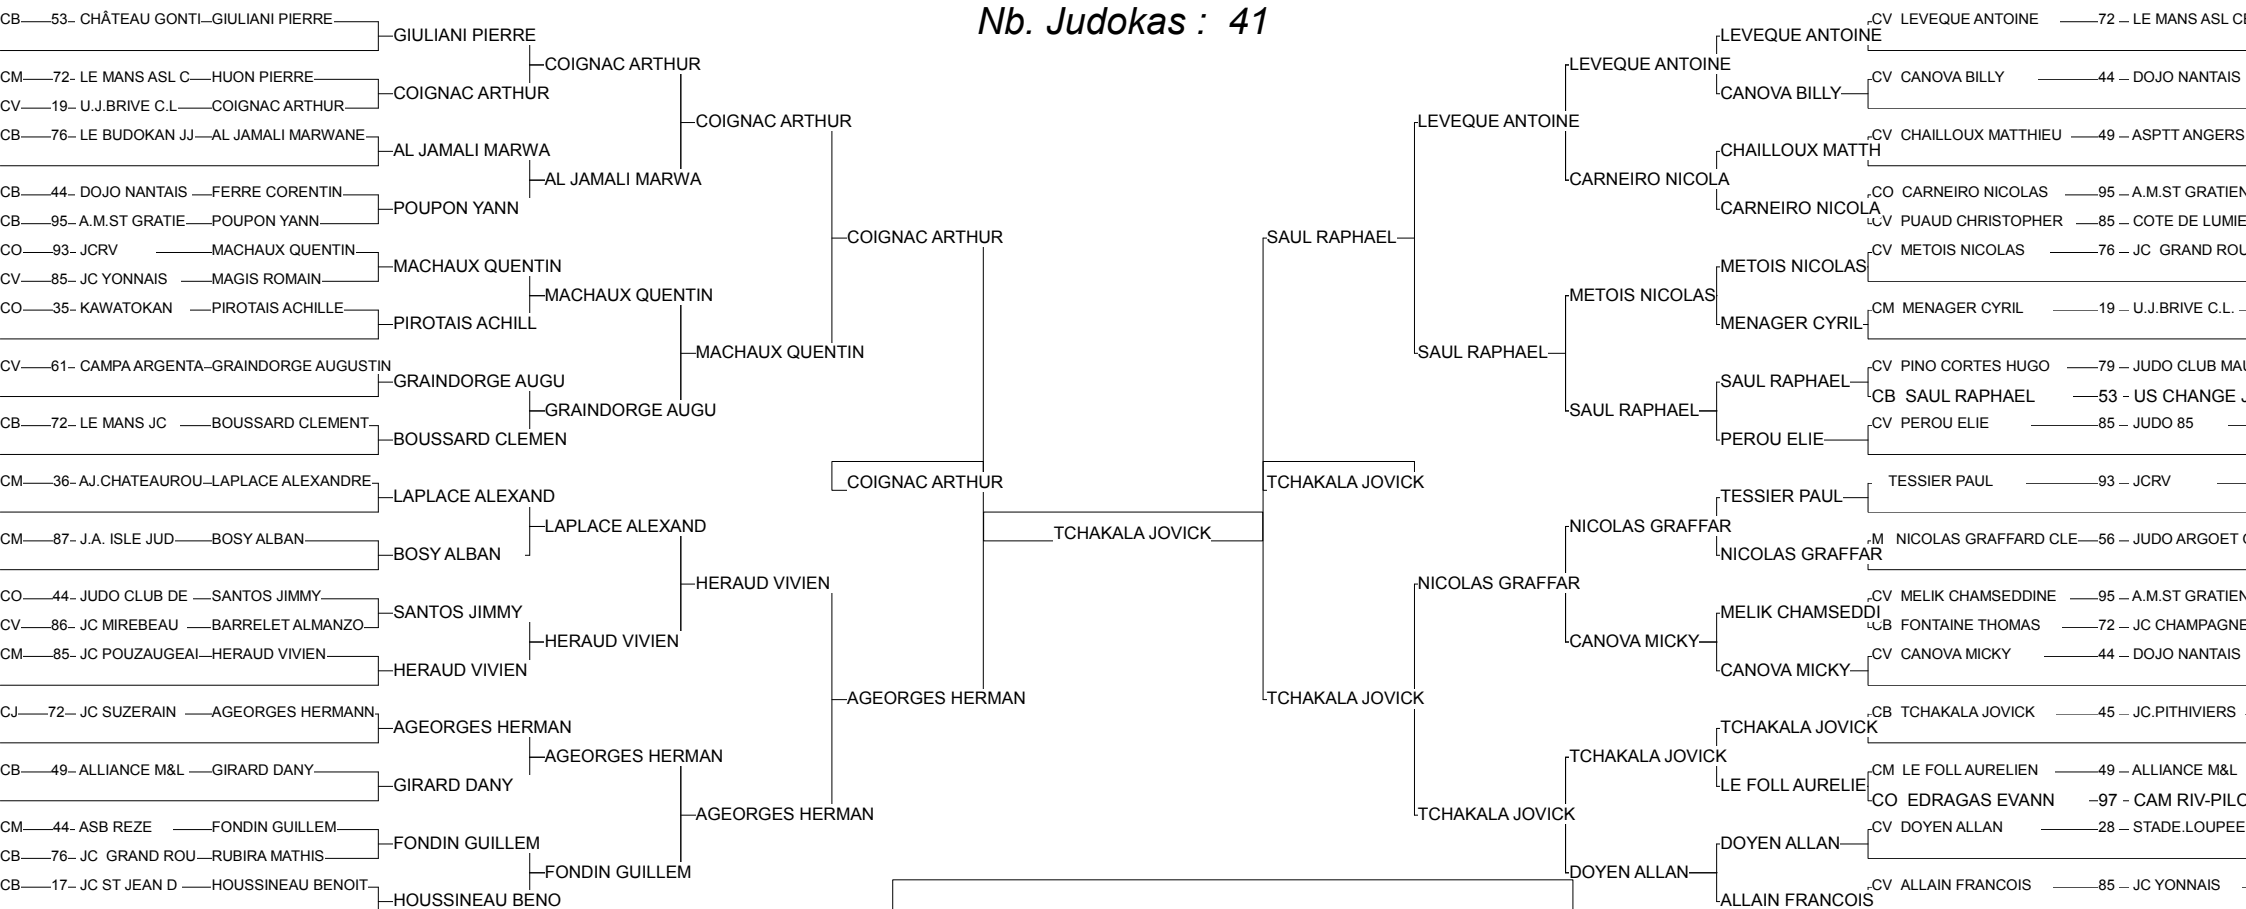 Nb. Judokas : 41
CB 53 CHÂTEAU GONTI GIULIANI PIERRE
CM 72 LE MANS ASL C HUON PIERRE
CV 19 U.J.BRIVE C.L COIGNAC ARTHUR
CB 76 LE BUDOKAN JJ AL JAMALI MARWANE
CB 44 DOJO NANTAIS FERRE CORENTIN
CB 95 A.M.ST GRATIE POUPON YANN
CO 93 JCRV MACHAUX QUENTIN
CV 85 JC YONNAIS MAGIS ROMAIN
CO 35 KAWATOKAN PIROTAIS ACHILLE
CV 61 CAMPA ARGENTA GRAINDORGE AUGUSTIN
CB 72 LE MANS JC BOUSSARD CLEMENT
CM 36 AJ.CHATEAUROU LAPLACE ALEXANDRE
CM 87 J.A. ISLE JUD BOSY ALBAN
CO 44 JUDO CLUB DE SANTOS JIMMY
CV 86 JC MIREBEAU BARRELET ALMANZO
CM 85 JC POUZAUGEAI HERAUD VIVIEN
CJ 72 JC SUZERAIN AGEORGES HERMANN
CB 49 ALLIANCE M&L GIRARD DANY
CM 44 ASB REZE FONDIN GUILLEM
CB 76 JC GRAND ROU RUBIRA MATHIS
CB 17 JC ST JEAN D HOUSSINEAU BENOIT
GIULIANI PIERRE
COIGNAC ARTHUR
AL JAMALI MARWA
POUPON YANN
MACHAUX QUENTIN
PIROTAIS ACHILL
GRAINDORGE AUGU
BOUSSARD CLEMEN
LAPLACE ALEXAND
BOSY ALBAN
SANTOS JIMMY
HERAUD VIVIEN
AGEORGES HERMAN
GIRARD DANY
FONDIN GUILLEM
HOUSSINEAU BENO
COIGNAC ARTHUR
AL JAMALI MARWA
MACHAUX QUENTIN
GRAINDORGE AUGU
LAPLACE ALEXAND
HERAUD VIVIEN
AGEORGES HERMAN
FONDIN GUILLEM
COIGNAC ARTHUR
MACHAUX QUENTIN
HERAUD VIVIEN
AGEORGES HERMAN
COIGNAC ARTHUR
COIGNAC ARTHUR
AGEORGES HERMAN
TCHAKALA JOVICK
SAUL RAPHAEL
TCHAKALA JOVICK
TCHAKALA JOVICK
LEVEQUE ANTOINE
SAUL RAPHAEL
NICOLAS GRAFFAR
TCHAKALA JOVICK
LEVEQUE ANTOINE
CARNEIRO NICOLA
METOIS NICOLAS
SAUL RAPHAEL
NICOLAS GRAFFAR
CANOVA MICKY
TCHAKALA JOVICK
DOYEN ALLAN
LEVEQUE ANTOINE
CANOVA BILLY
CHAILLOUX MATTH
CARNEIRO NICOLA
METOIS NICOLAS
MENAGER CYRIL
SAUL RAPHAEL
PEROU ELIE
TESSIER PAUL
NICOLAS GRAFFAR
MELIK CHAMSEDDI
CANOVA MICKY
TCHAKALA JOVICK
LE FOLL AURELIE
DOYEN ALLAN
ALLAIN FRANCOIS
CV LEVEQUE ANTOINE 72 LE MANS ASL CE
CV CANOVA BILLY 44 DOJO NANTAIS
CV CHAILLOUX MATTHIEU 49 ASPTT ANGERS
CO CARNEIRO NICOLAS 95 A.M.ST GRATIEN
CV PUAUD CHRISTOPHER 85 COTE DE LUMIE
CV METOIS NICOLAS 76 JC GRAND ROU
CM MENAGER CYRIL 19 U.J.BRIVE C.L.
CV PINO CORTES HUGO 79 JUDO CLUB MAU
CB SAUL RAPHAEL 53 - US CHANGE J
CV PEROU ELIE 85 JUDO 85
TESSIER PAUL 93 JCRV
M NICOLAS GRAFFARD CLE 56 JUDO ARGOET C
CV MELIK CHAMSEDDINE 95 A.M.ST GRATIEN
CB FONTAINE THOMAS 72 JC CHAMPAGNE
CV CANOVA MICKY 44 DOJO NANTAIS
CB TCHAKALA JOVICK 45 JC.PITHIVIERS
CM LE FOLL AURELIEN 49 ALLIANCE M&L
CO EDRAGAS EVANN 97 - CAM RIV-PILO
CV DOYEN ALLAN 28 STADE.LOUPEE
CV ALLAIN FRANCOIS 85 JC YONNAIS